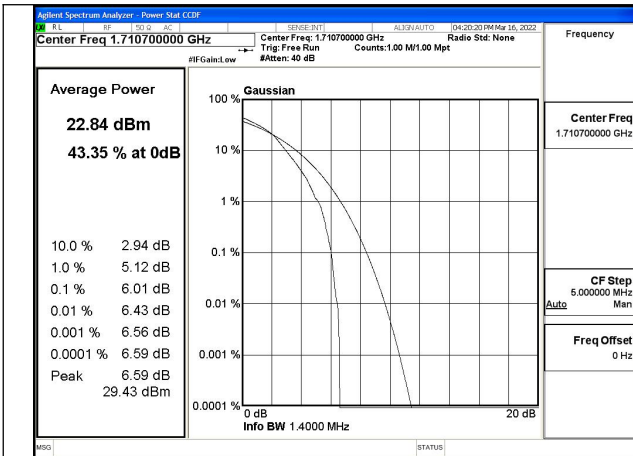 Agilent Spectrum Analyzer - Power Stat CCDF
RL RF 50 Ω AC SENSE:INT ALIGN AUTO 04:20:20 PM Mar 16, 2022
Center Freq 1.710700000 GHz
Center Freq: 1.710700000 GHz Radio Std: None
Trig: Free Run Counts:1.00 M/1.00 Mpt
#IFGain:Low #Atten: 40 dB
Frequency
Average Power
22.84 dBm
43.35 % at 0dB
10.0 % 2.94 dB
1.0 % 5.12 dB
0.1 % 6.01 dB
0.01 % 6.43 dB
0.001 % 6.56 dB
0.0001 % 6.59 dB
Peak 6.59 dB
29.43 dBm
Gaussian
100 %
10 %
1 %
0.1 %
0.01 %
0.001 %
0.0001 %
0 dB 20 dB
Info BW 1.4000 MHz
Center Freq
1.710700000 GHz
CF Step
5.000000 MHz
Auto Man
Freq Offset
0 Hz
MSG STATUS